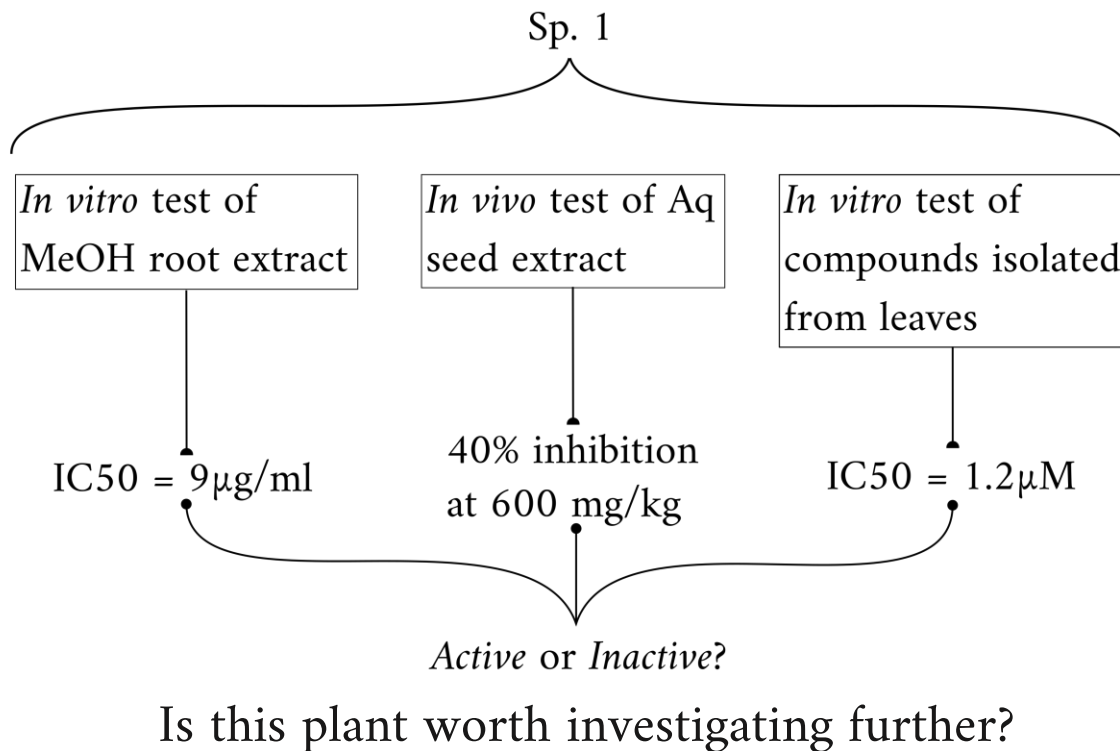 Sp. 1
In vitro test of
MeOH root extract
In vivo test of Aq
seed extract
In vitro test of
compounds isolated
from leaves
IC50 = 9μg/ml
40% inhibition
at 600 mg/kg
IC50 = 1.2μM
Active or Inactive?
Is this plant worth investigating further?